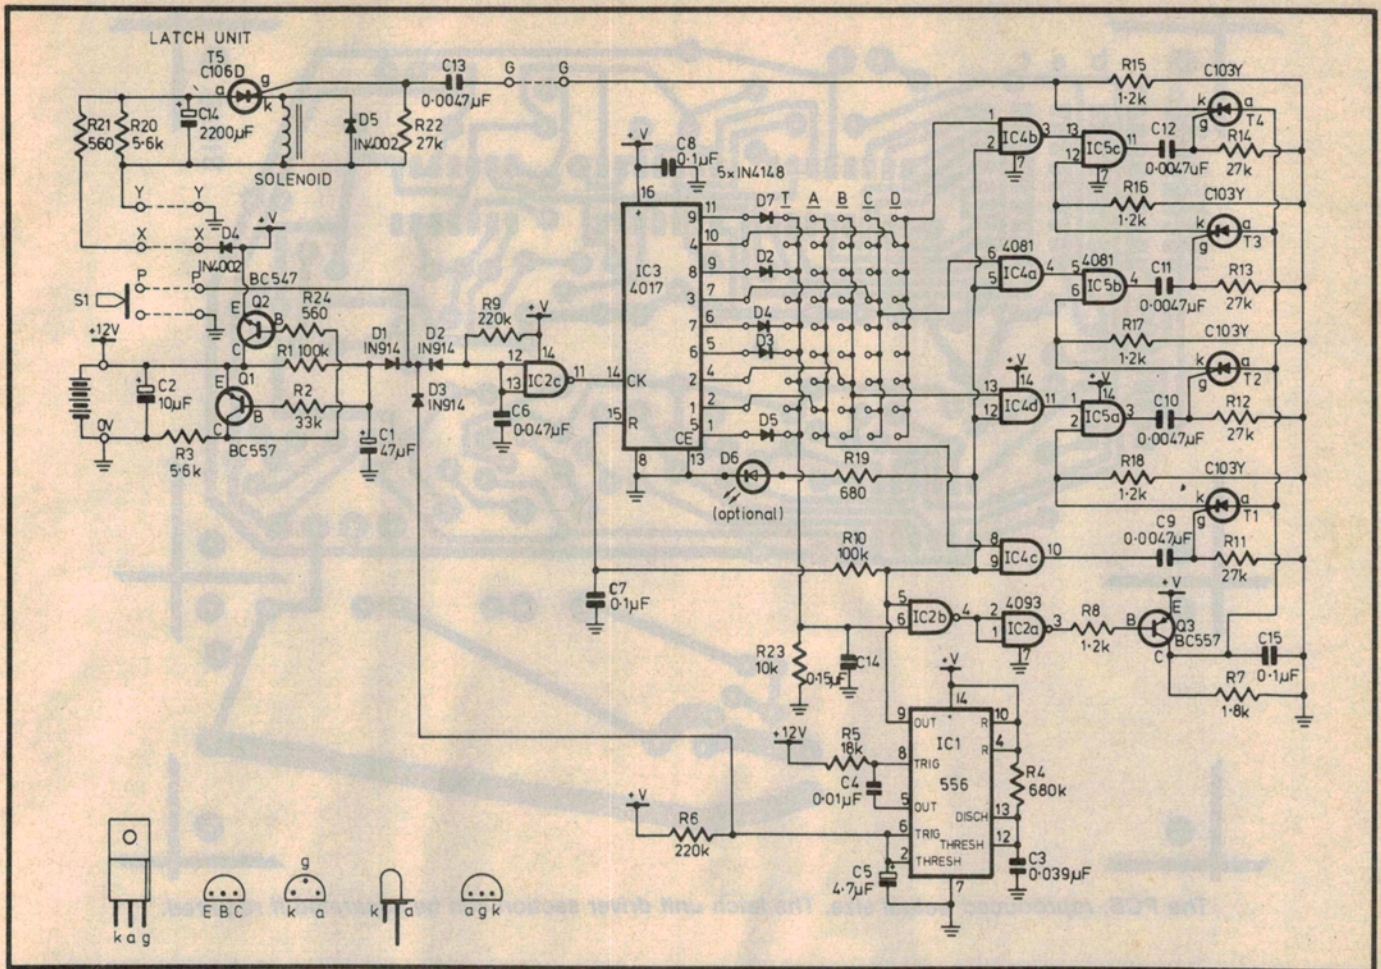 LATCH UNIT
T5
C106D
a
g
k
C14
2200µF
R21
560
R20
5·6k
SOLENOID
D5
IN4002
R22
27k
C13
0·0047µF
G
G
Y
Y
X
X
D4
IN4002
+V
P
P
S1
+12V
BC547
E
Q2
B
C
R24
560
R1 100k
D1
IN914
D2
IN914
D3
IN914
E
Q1
B
C
BC557
R2
33k
C2
10µF
0V
R3
5·6k
C1
47µF
R9
220k
+V
12
14
13
IC2c
11
C6
0·047µF
+V
C8
0·1µF
16
+
14
CK
15
R
IC3
4017
9
11
4
10
8
9
3
7
7
6
6
5
2
4
1
2
5
1
CE
8
13
5xIN4148
D7
D2
D4
D3
D5
T
A
B
C
D
D6
(optional)
R19
680
R10
100k
C7
0·1µF
1
2
IC4b
3
7
13
12
IC5c
11
7
C12
0·0047µF
R15
1·2k
C103Y
k
a
g
T4
R14
27k
R16
1·2k
C103Y
k
a
g
T3
6
5
4081
IC4a
4
5
6
4081
IC5b
4
C11
0·0047µF
R13
27k
R17
1·2k
C103Y
k
a
g
T2
13
12
+V
14
IC4d
11
1
2
+V
14
IC5a
3
C10
0·0047µF
R12
27k
R18
1·2k
C103Y
k
a
g
T1
8
9
IC4c
10
C9
0·0047µF
R11
27k
5
6
IC2b
4
2
1
4093
IC2a
3
7
R8
1·2k
+V
E
B
Q3
BC557
C
C15
0·1µF
R7
1·8k
R23
10k
0·15µF
C14
+V
14
9
OUT
IC1
556
10
R
4
R
8
TRIG
5
OUT
6
TRIG
2
THRESH
13
DISCH
12
THRESH
7
+12V
R5
18k
C4
0·01µF
R4
680k
C3
0·039µF
+V
R6
220k
C5
4·7µF
k a g
E B C
g
k a
k a
a g k